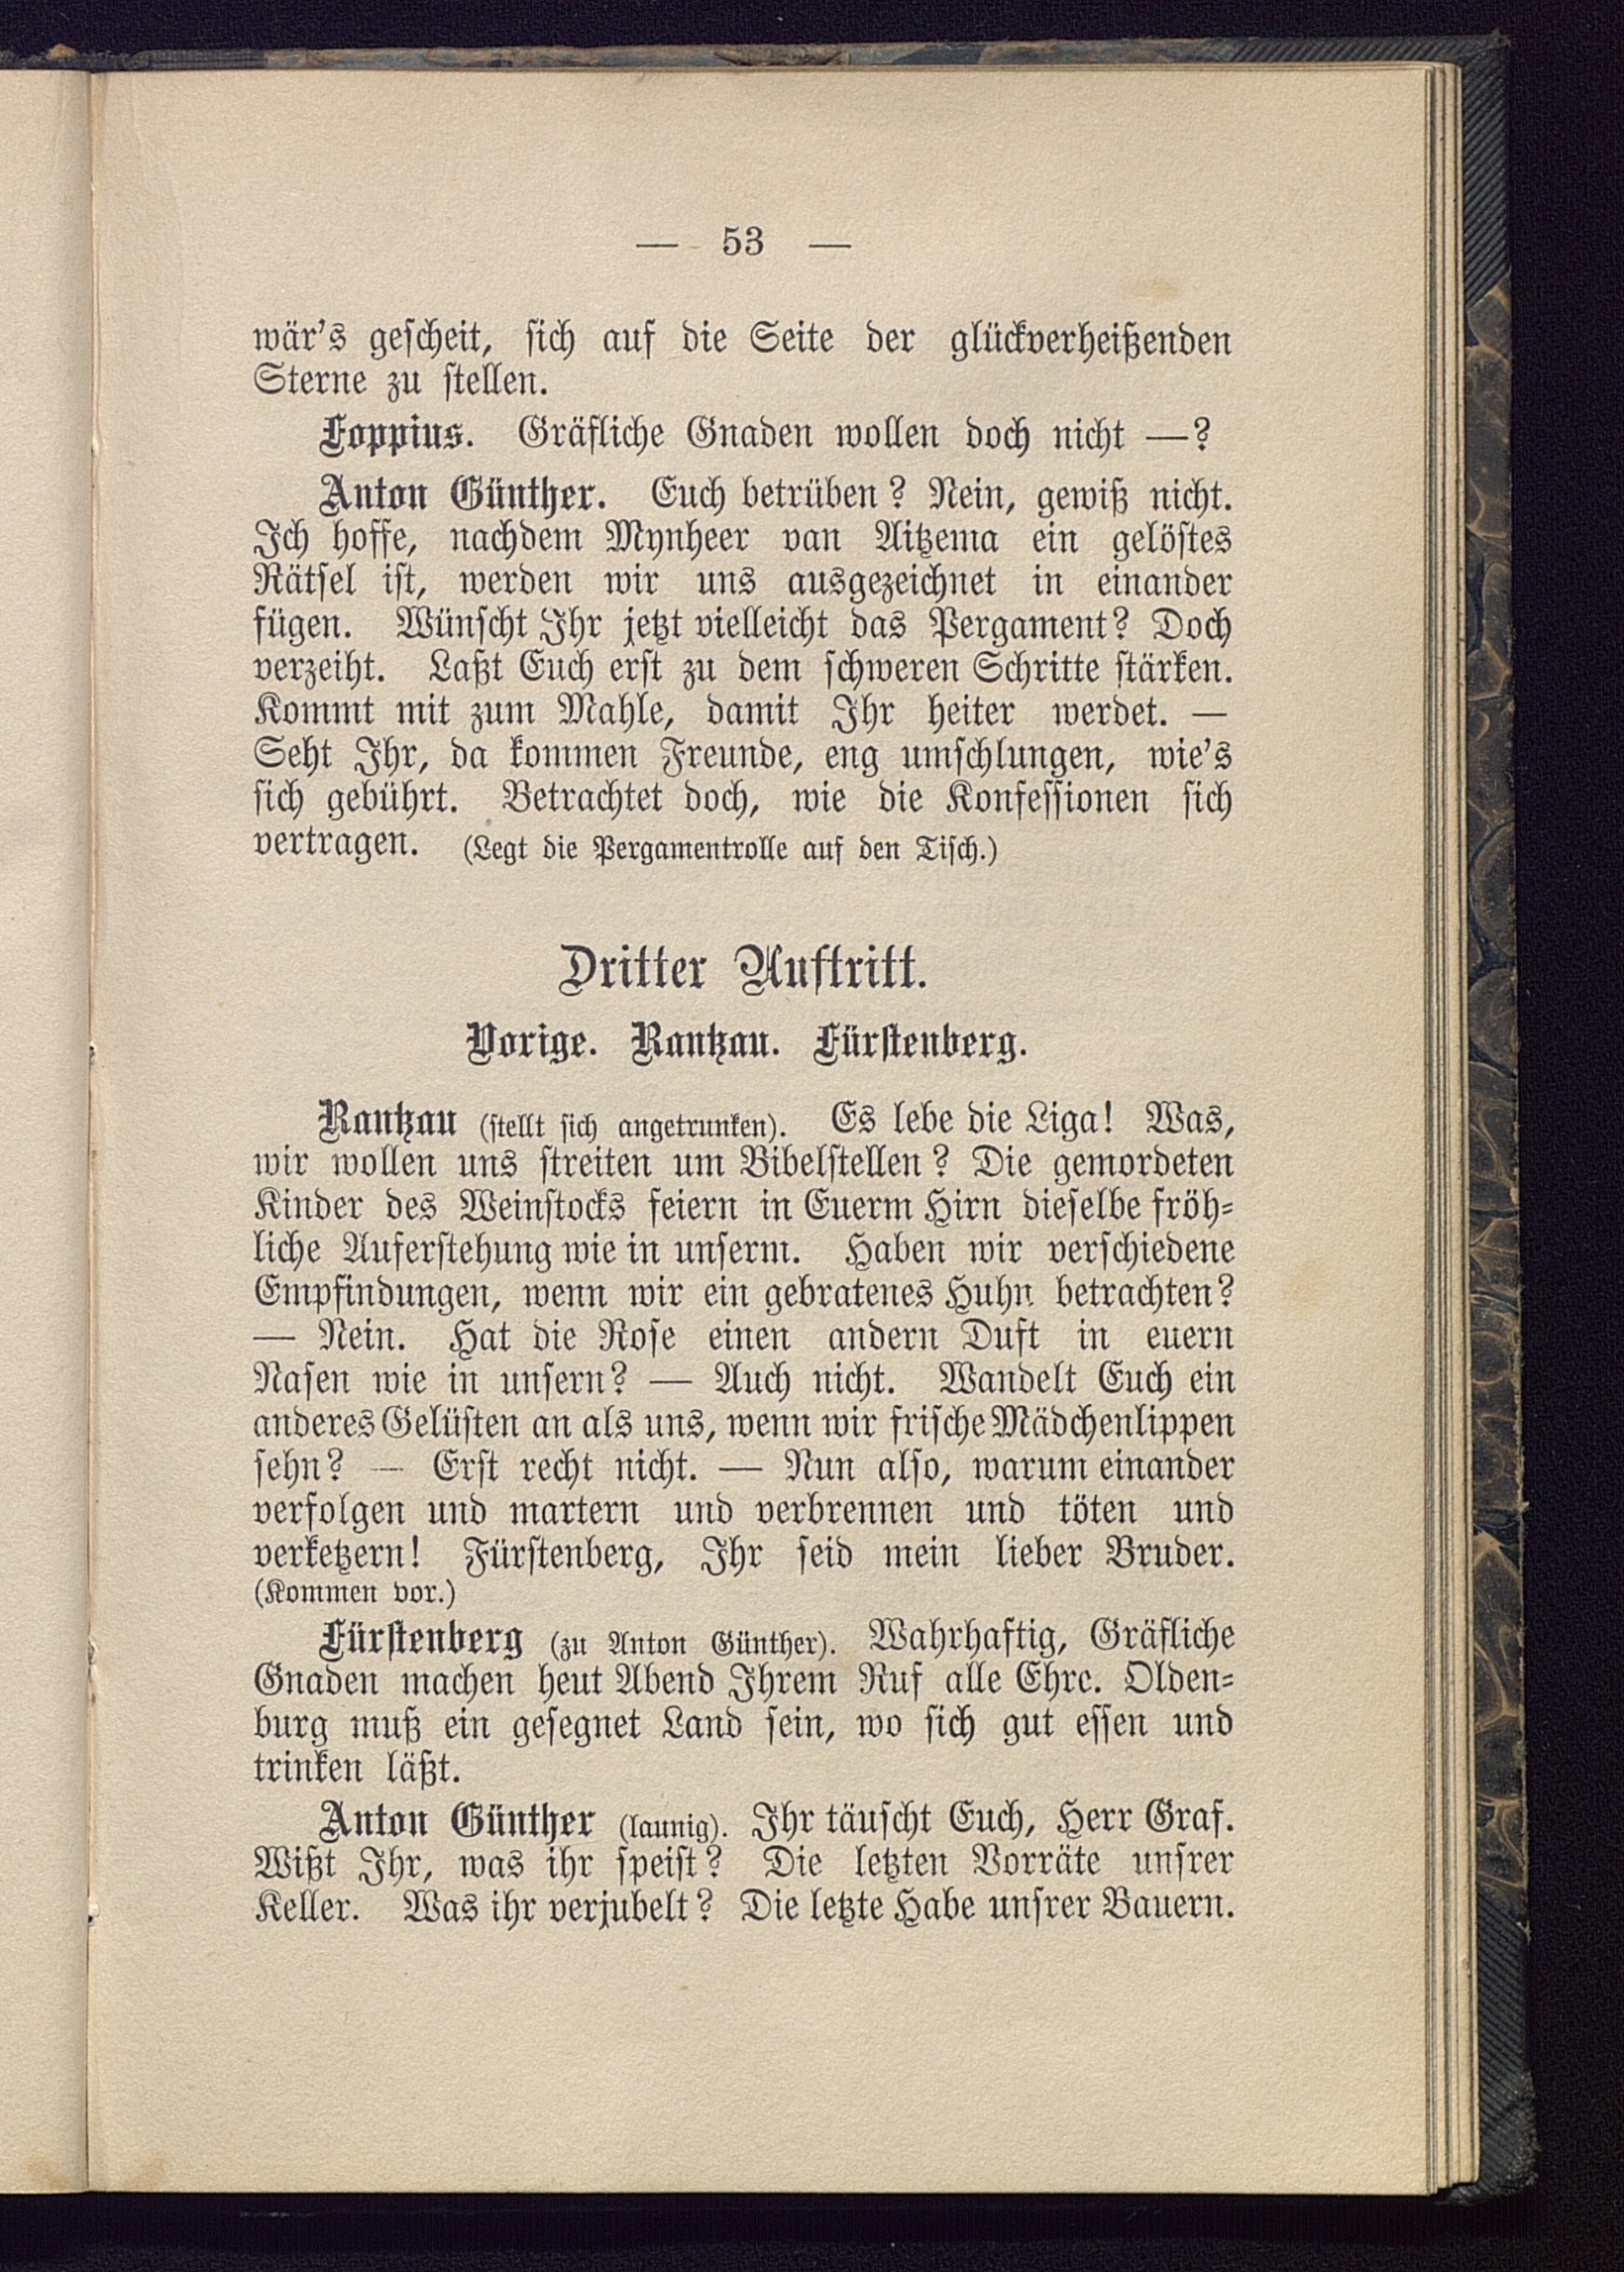 — 53 —
wär's gescheit, sich auf die Seite der glückverheißenden
Sterne zu stellen.
Foppius. Gräfliche Gnaden wollen doch nicht —?
Anton Günther. Euch betrüben? Nein, gewiß nicht.
Ich hoffe, nachdem Mynheer van Aitzema ein gelöstes
Rätsel ist, werden wir uns ausgezeichnet in einander
fügen. Wünscht Ihr jetzt vielleicht das Pergament? Doch
verzeiht. Laßt Euch erst zu dem schweren Schritte stärken.
Kommt mit zum Mahle, damit Ihr heiter werdet. —
Seht Ihr, da kommen Freunde, eng umschlungen, wie's
sich gebührt. Betrachtet doch, wie die Konfessionen sich
vertragen. (Legt die Pergamentrolle auf den Tisch.)
Dritter Auftritt.
Vorige. Rantzau. Fürstenberg.
Rantzau (stellt sich angetrunken). Es lebe die Liga! Was,
wir wollen uns streiten um Bibelstellen? Die gemordeten
Kinder des Weinstocks feiern in Euerm Hirn dieselbe fröh-
liche Auferstehung wie in unserm. Haben wir verschiedene
Empfindungen, wenn wir ein gebratenes Huhn betrachten?
— Nein. Hat die Rose einen andern Duft in euern
Nasen wie in unsern? — Auch nicht. Wandelt Euch ein
anderes Gelüsten an als uns, wenn wir frische Mädchenlippen
sehn? — Erst recht nicht. — Nun also, warum einander
verfolgen und martern und verbrennen und töten und
verketzern! Fürstenberg, Ihr seid mein lieber Bruder.
(Kommen vor.)
Fürstenberg (zu Anton Günther). Wahrhaftig, Gräfliche
Gnaden machen heut Abend Ihrem Ruf alle Ehre. Olden-
burg muß ein gesegnet Land sein, wo sich gut essen und
trinken läßt.
Anton Günther (launig). Ihr täuscht Euch, Herr Graf.
Wißt Ihr, was ihr speist? Die letzten Vorräte unsrer
Keller. Was ihr verjubelt? Die letzte Habe unsrer Bauern.